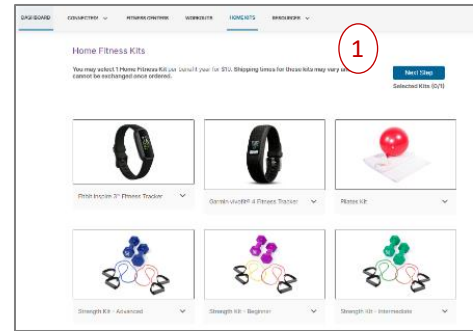 DASHBOARD CONNECTED! FITNESS CENTERS WORKOUTS HOME KITS RESOURCES
Home Fitness Kits
1
You may select 1 Home Fitness Kit per benefit year for $10. Shipping times for these kits may vary and
cannot be exchanged once ordered.
Next Step
Selected Kits (0/1)
Fitbit Inspire 3™ Fitness Tracker
Garmin vivofit® 4 Fitness Tracker
Pilates Kit
Strength Kit - Advanced
Strength Kit - Beginner
Strength Kit - Intermediate